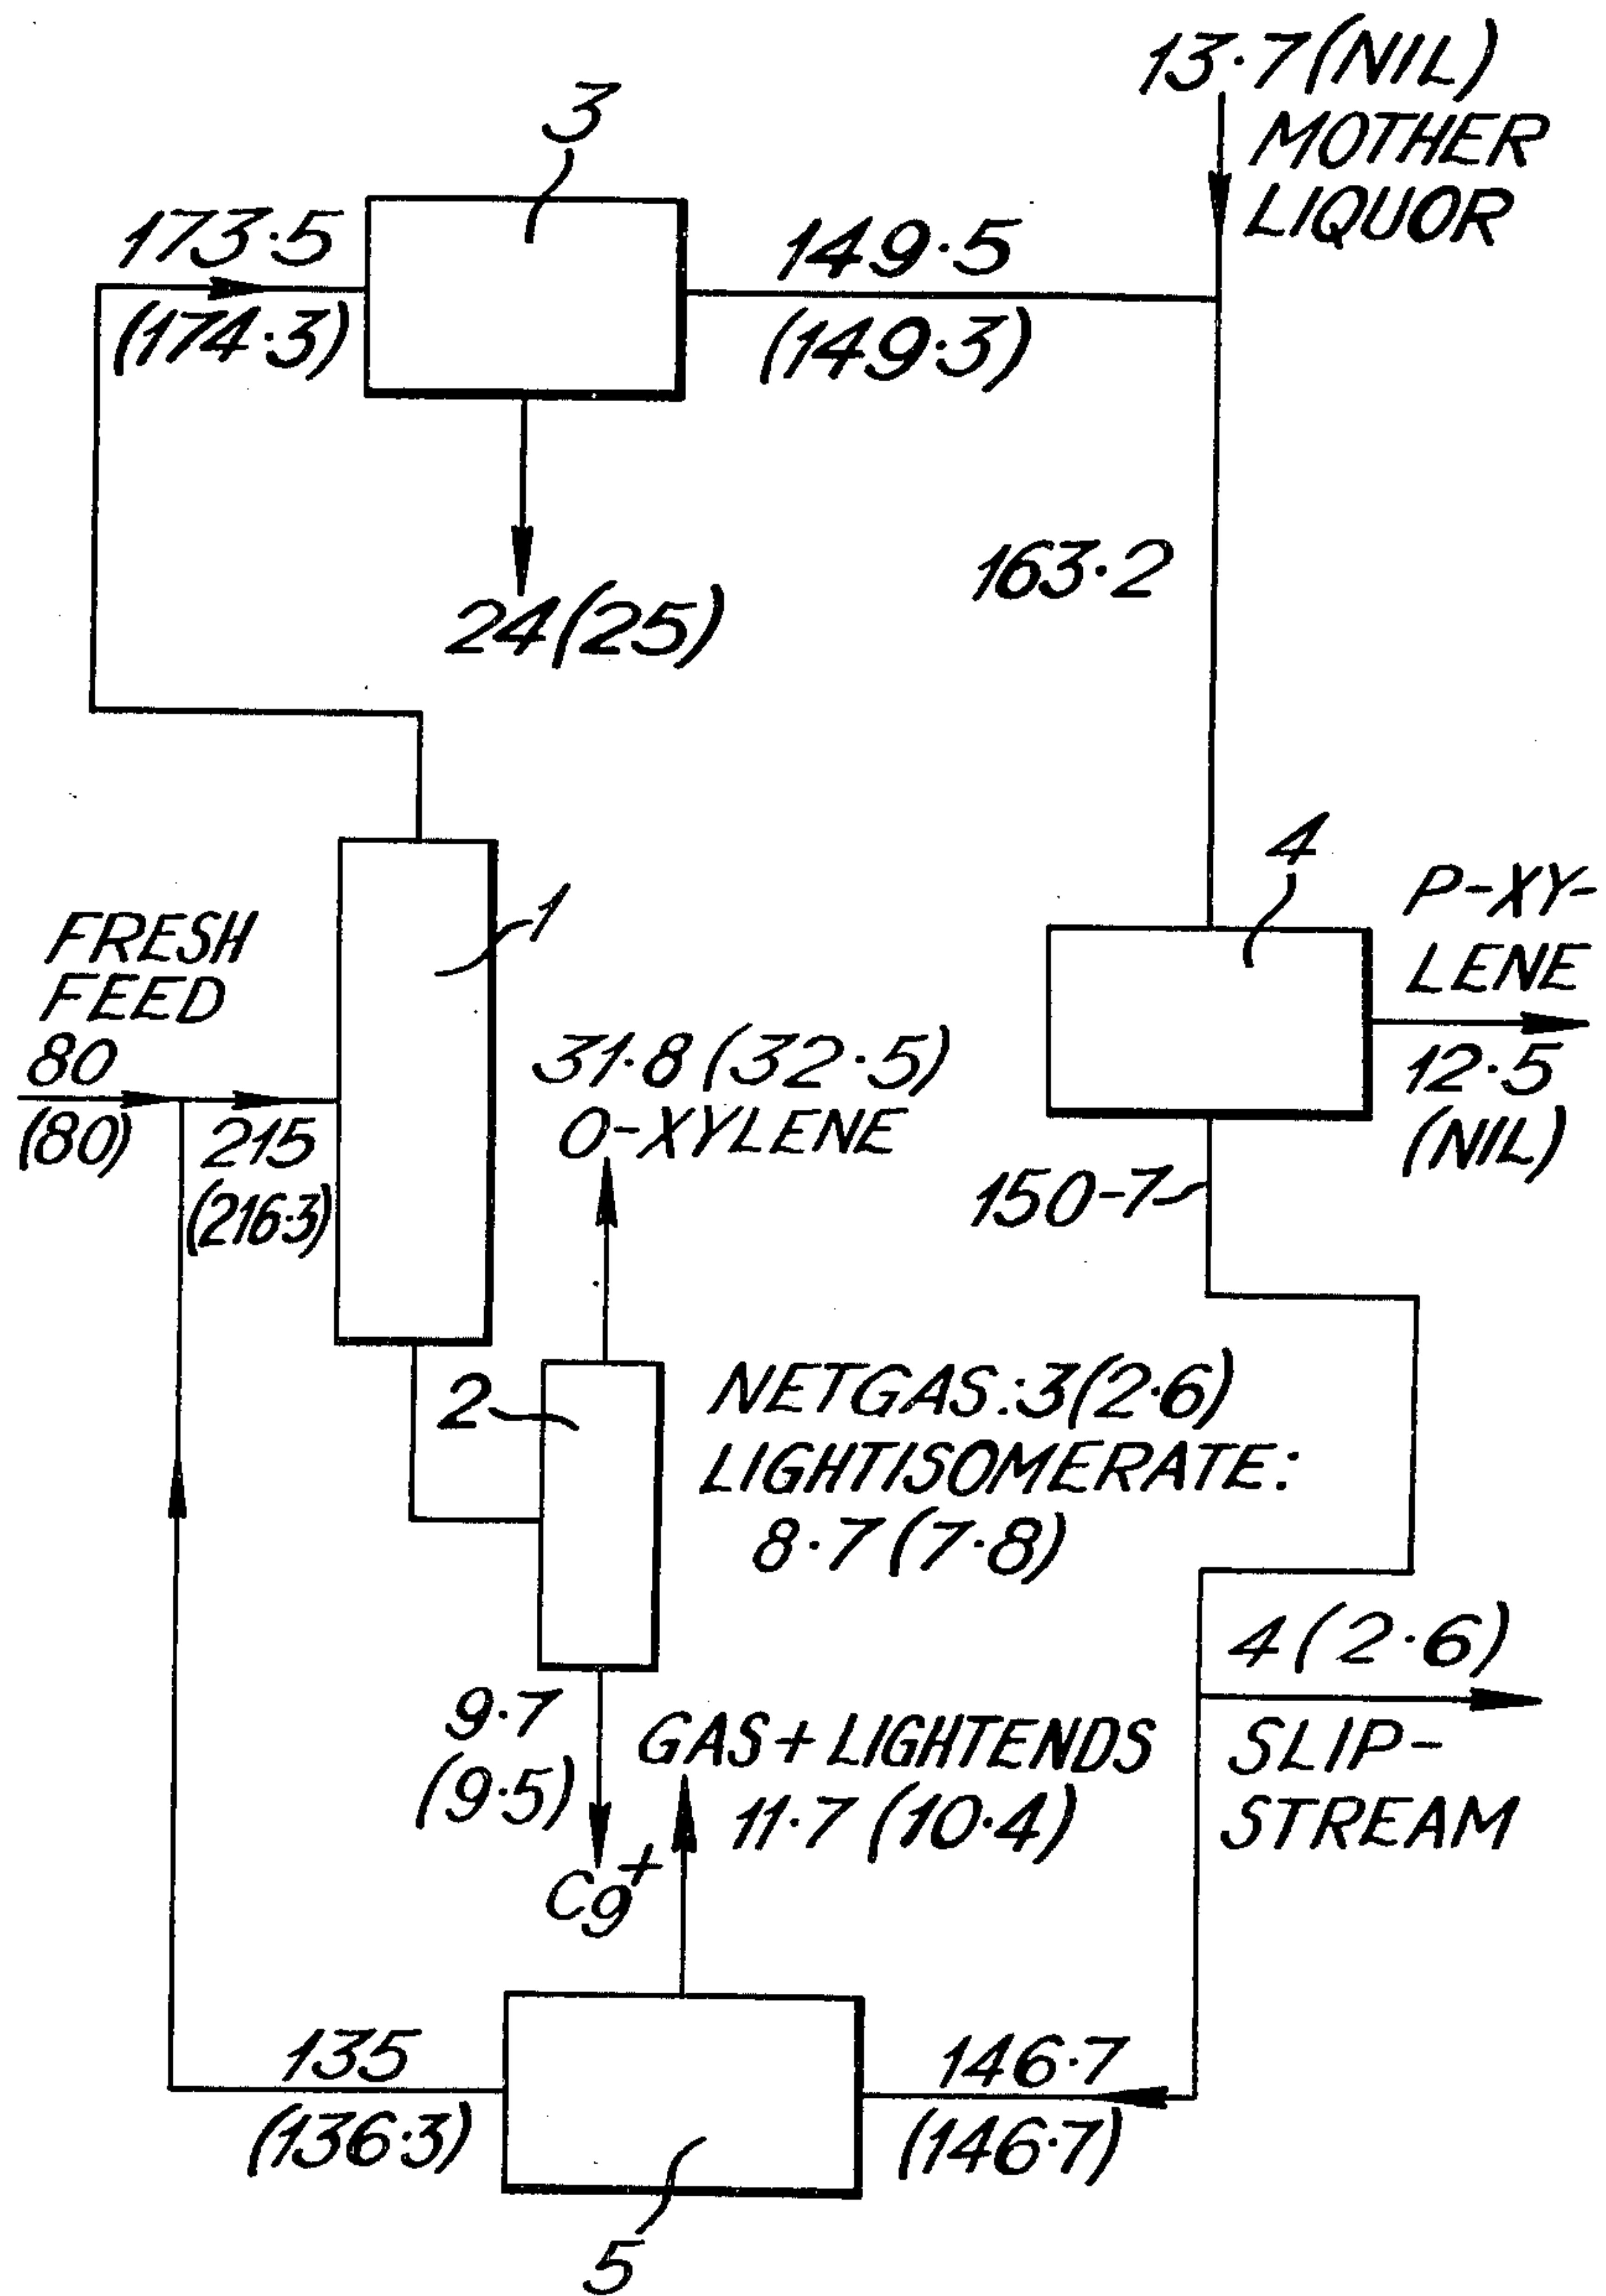 13·7(NIL)
MOTHER
LIQUOR
3
173·5
(174·3)
149·5
(149·3)
24(25)
163·2
4
P-XY-
LENE
12·5
(NIL)
1
FRESH
FEED
80
(80)
215
(216·3)
31·8 (32·5)
O-XYLENE
150-7
2
NETGAS.:3(2·6)
LIGHTISOMERATE:
8·7 (7·8)
4 (2·6)
SLIP-
STREAM
9·7
(9·5)
C9+
GAS+LIGHTENDS
11·7 (10·4)
135
(136·3)
146·7
(146·7)
5